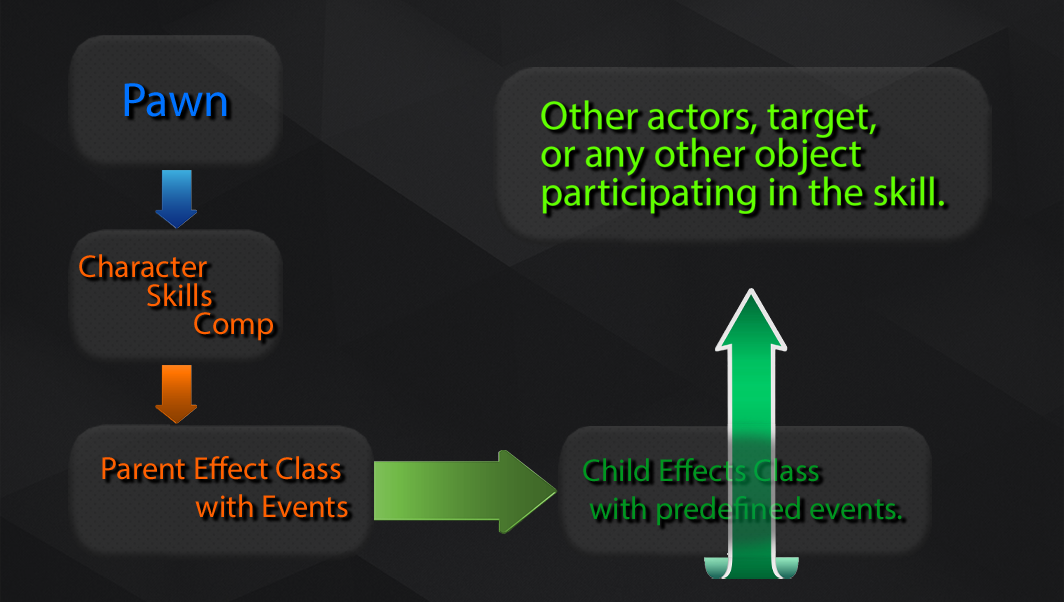 Pawn
Other actors, target,
or any other object
participating in the skill.
Character
Skills
Comp
Parent Effect Class
with Events
Child Effects Class
with predefined events.